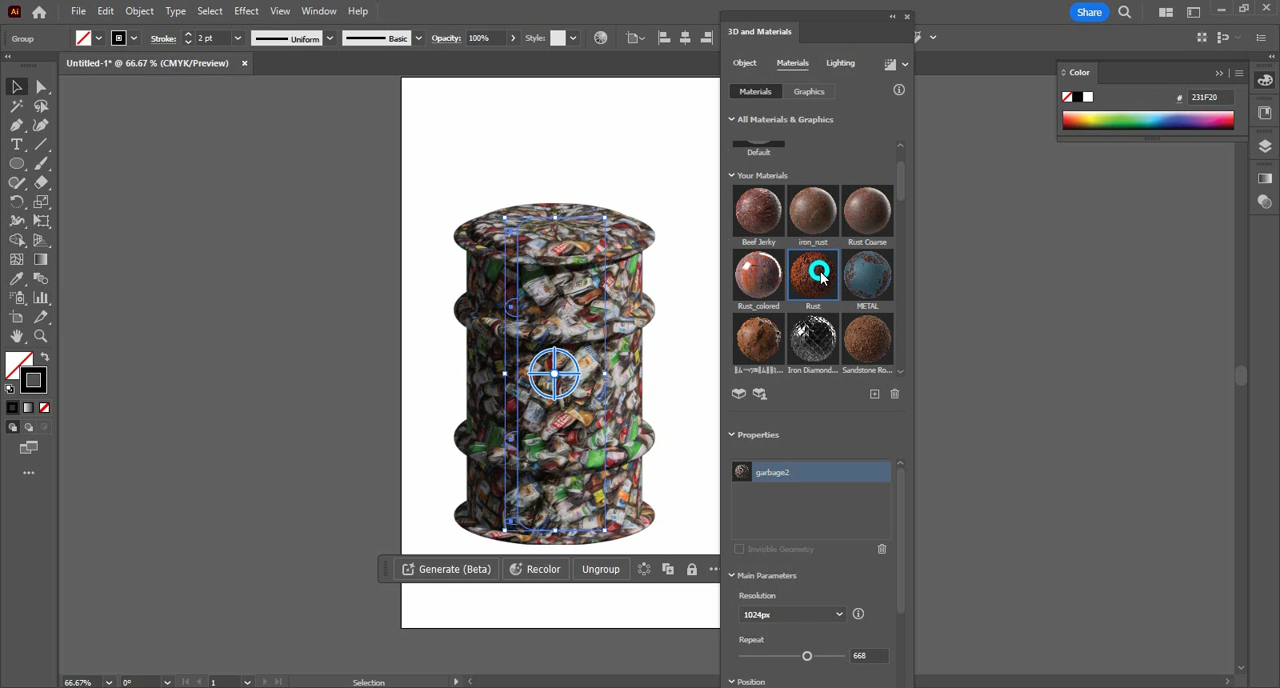 Ai File Edit Object Type Select Effect View Window Help
Share
Group
Stroke: 2 pt Uniform Basic Opacity: 100% Style:
Untitled-1* @ 66.67 % (CMYK/Preview)
3D and Materials
Object Materials Lighting
Materials Graphics
All Materials & Graphics
Default
Your Materials
Beef Jerky iron_rust Rust Coarse
Rust_colored Rust METAL
Iron Diamond... Sandstone Ro...
Properties
garbage2
Invisible Geometry
Main Parameters
Resolution
1024px
Repeat
668
Position
Color
# 231F20
Generate (Beta) Recolor Ungroup
66.67% 0° 1 Selection